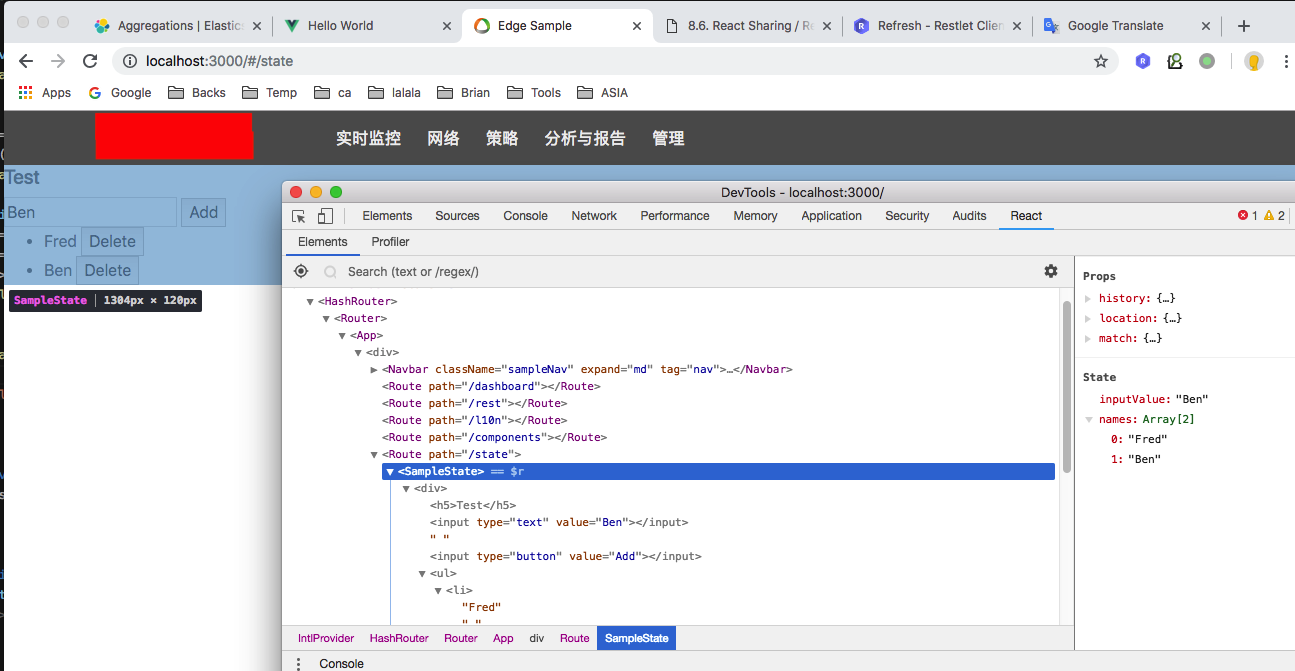 Aggregations | Elastics
Hello World
Edge Sample
8.6. React Sharing / Re
Refresh - Restlet Clien
Google Translate
localhost:3000/#/state
Apps
Google
Backs
Temp
ca
lalala
Brian
Tools
ASIA
实时监控 网络 策略 分析与报告 管理
Test
Ben Add
Fred Delete
Ben Delete
SampleState | 1304px × 120px
DevTools - localhost:3000/
Elements Sources Console Network Performance Memory Application Security Audits React 1 2
Elements Profiler
Search (text or /regex/)
<HashRouter>
<Router>
<App>
<div>
<Navbar className="sampleNav" expand="md" tag="nav">…</Navbar>
<Route path="/dashboard"></Route>
<Route path="/rest"></Route>
<Route path="/l10n"></Route>
<Route path="/components"></Route>
<Route path="/state">
<SampleState> == $r
<div>
<h5>Test</h5>
<input type="text" value="Ben"></input>
" "
<input type="button" value="Add"></input>
<ul>
<li>
"Fred"
" "
Props
history: {…}
location: {…}
match: {…}
State
inputValue: "Ben"
names: Array[2]
0: "Fred"
1: "Ben"
IntlProvider HashRouter Router App div Route SampleState
Console